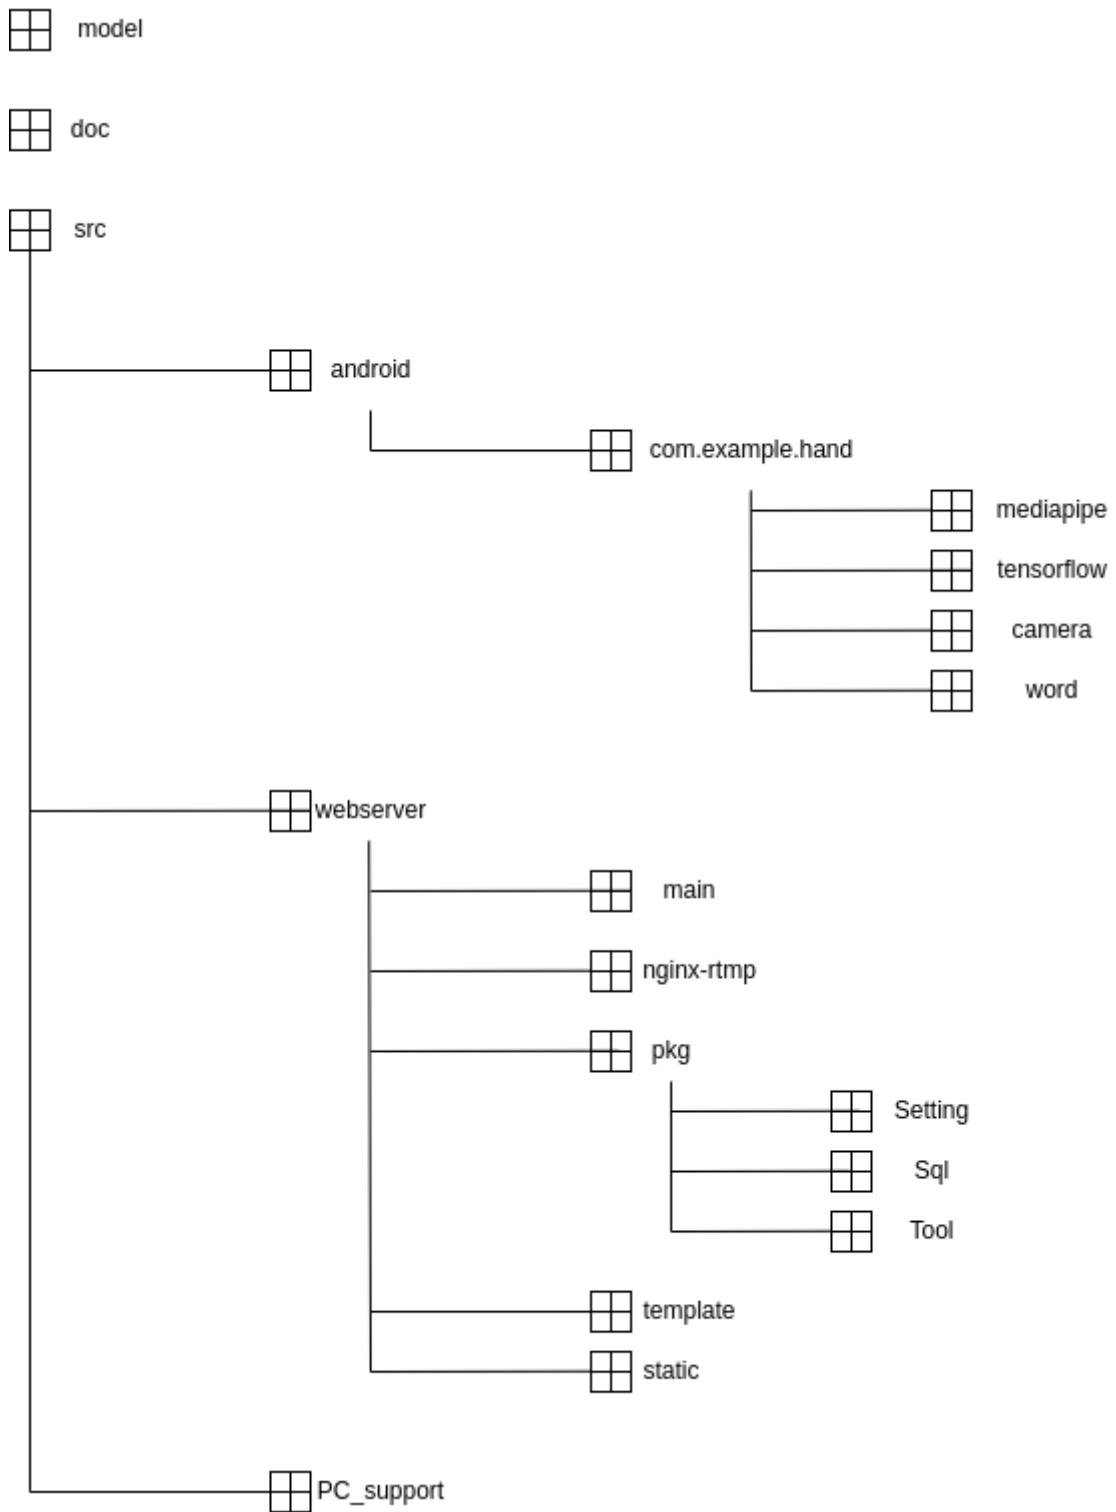 model
doc
src
android
com.example.hand
mediapipe
tensorflow
camera
word
webserver
main
nginx-rtmp
pkg
Setting
Sql
Tool
template
static
PC_support